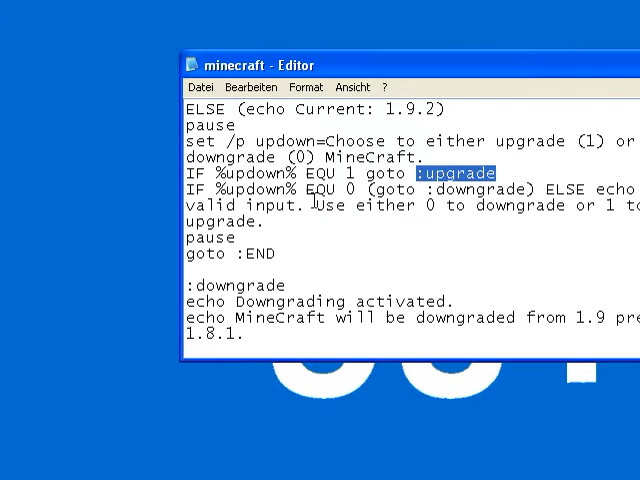 minecraft - Editor
Datei Bearbeiten Format Ansicht ?
ELSE (echo Current: 1.9.2)
pause
set /p updown=Choose to either upgrade (1) or
downgrade (0) MineCraft.
IF %updown% EQU 1 goto :upgrade
IF %updown% EQU 0 (goto :downgrade) ELSE echo
valid input. Use either 0 to downgrade or 1 to
upgrade.
pause
goto :END
:downgrade
echo Downgrading activated.
echo MineCraft will be downgraded from 1.9 pre
1.8.1.